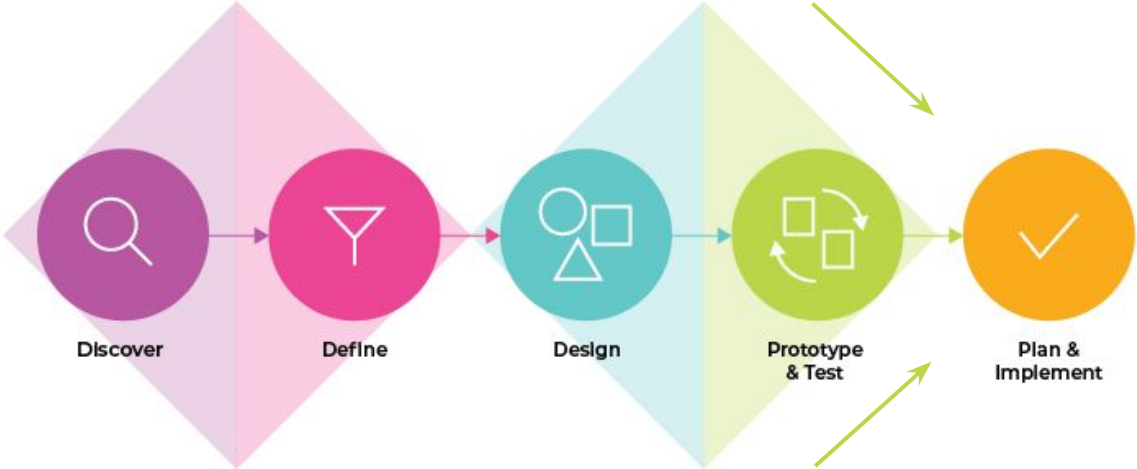 Discover
Define
Design
Prototype
& Test
Plan &
Implement